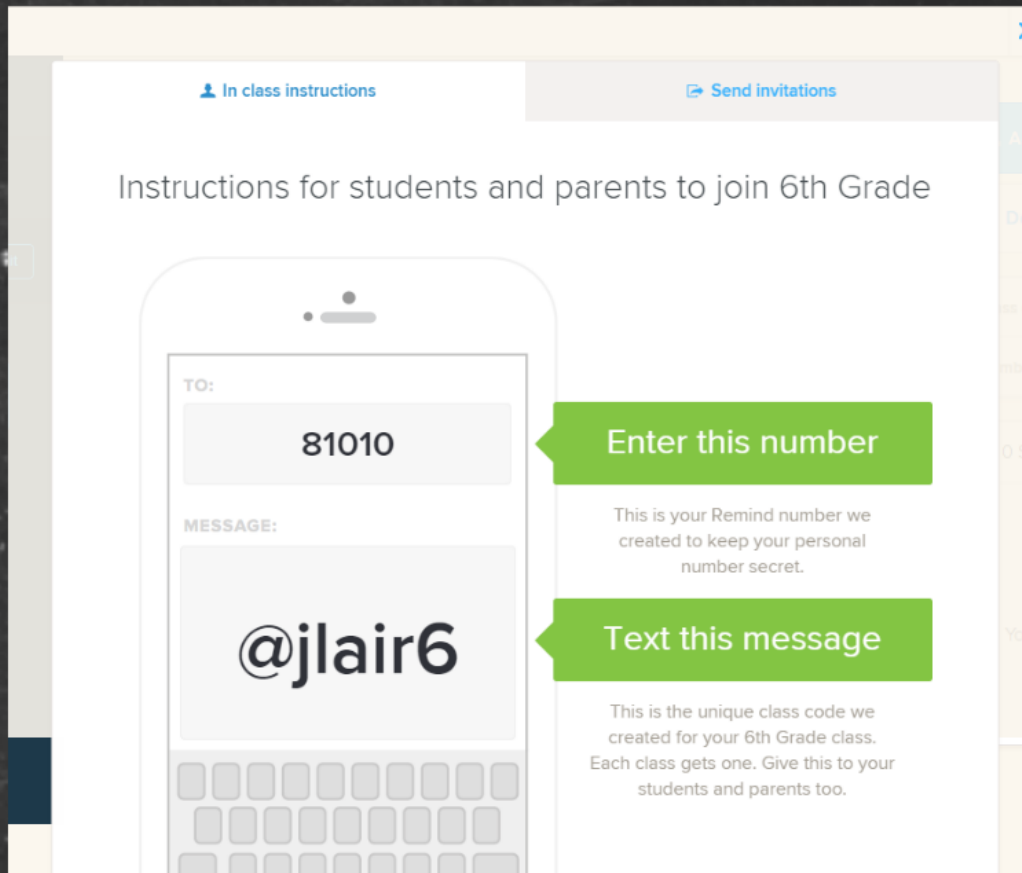 In class instructions
Send invitations
Instructions for students and parents to join 6th Grade
TO:
81010
Enter this number
This is your Remind number we
created to keep your personal
number secret.
MESSAGE:
@jlair6
Text this message
This is the unique class code we
created for your 6th Grade class.
Each class gets one. Give this to your
students and parents too.